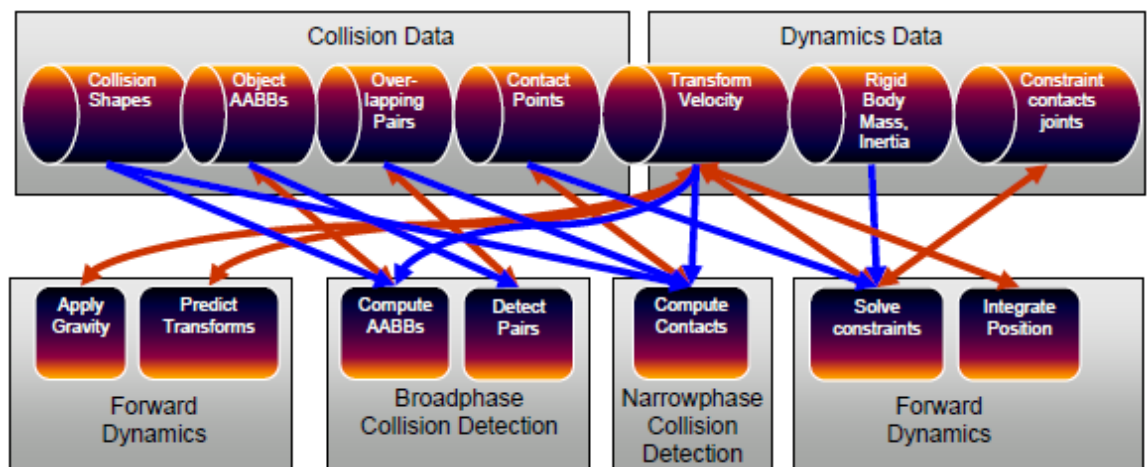 Collision Data
Dynamics Data
Collision
Shapes
Object
AABBs
Over-
lapping
Pairs
Contact
Points
Transform
Velocity
Rigid
Body
Mass,
Inertia
Constraint
contacts
joints
Apply
Gravity
Predict
Transforms
Compute
AABBs
Detect
Pairs
Compute
Contacts
Solve
constraints
Integrate
Position
Forward
Dynamics
Broadphase
Collision Detection
Narrowphase
Collision
Detection
Forward
Dynamics